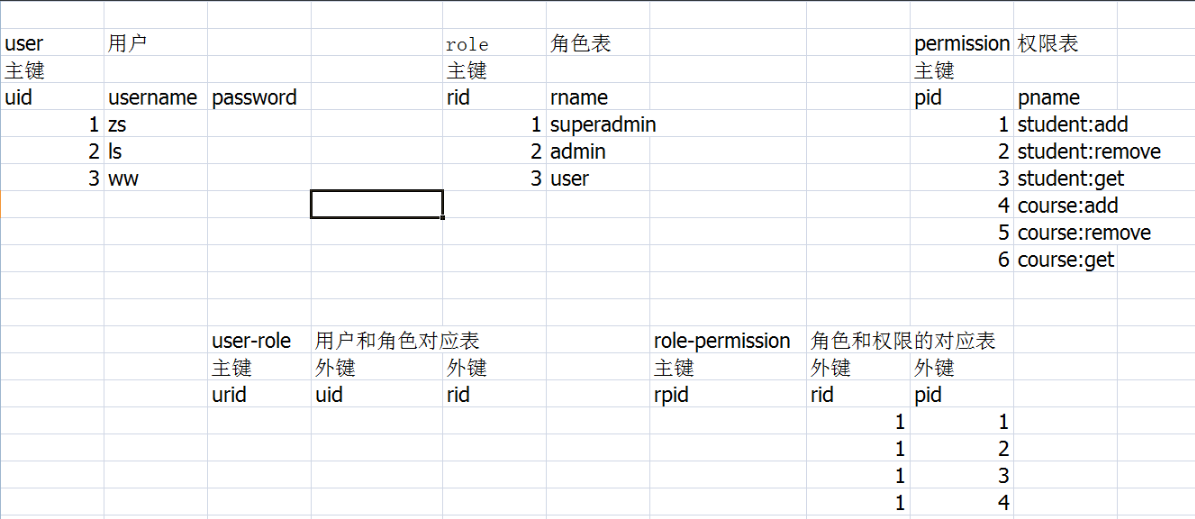 user 用户 role 角色表 permission 权限表
主键 主键 主键
uid username password rid rname pid pname
1 zs 1 superadmin 1 student:add
2 ls 2 admin 2 student:remove
3 ww 3 user 3 student:get
4 course:add
5 course:remove
6 course:get
user-role 用户和角色对应表 role-permission 角色和权限的对应表
主键 外键 外键 主键 外键 外键
urid uid rid rpid rid pid
1 1
1 2
1 3
1 4